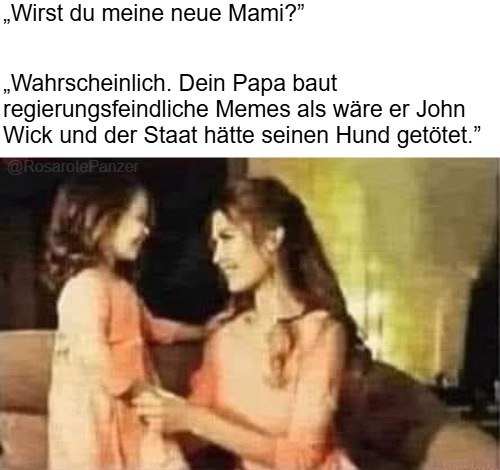 „Wirst du meine neue Mami?”
„Wahrscheinlich. Dein Papa baut
regierungsfeindliche Memes als wäre er John
Wick und der Staat hätte seinen Hund getötet.”
@RosarotePanzer